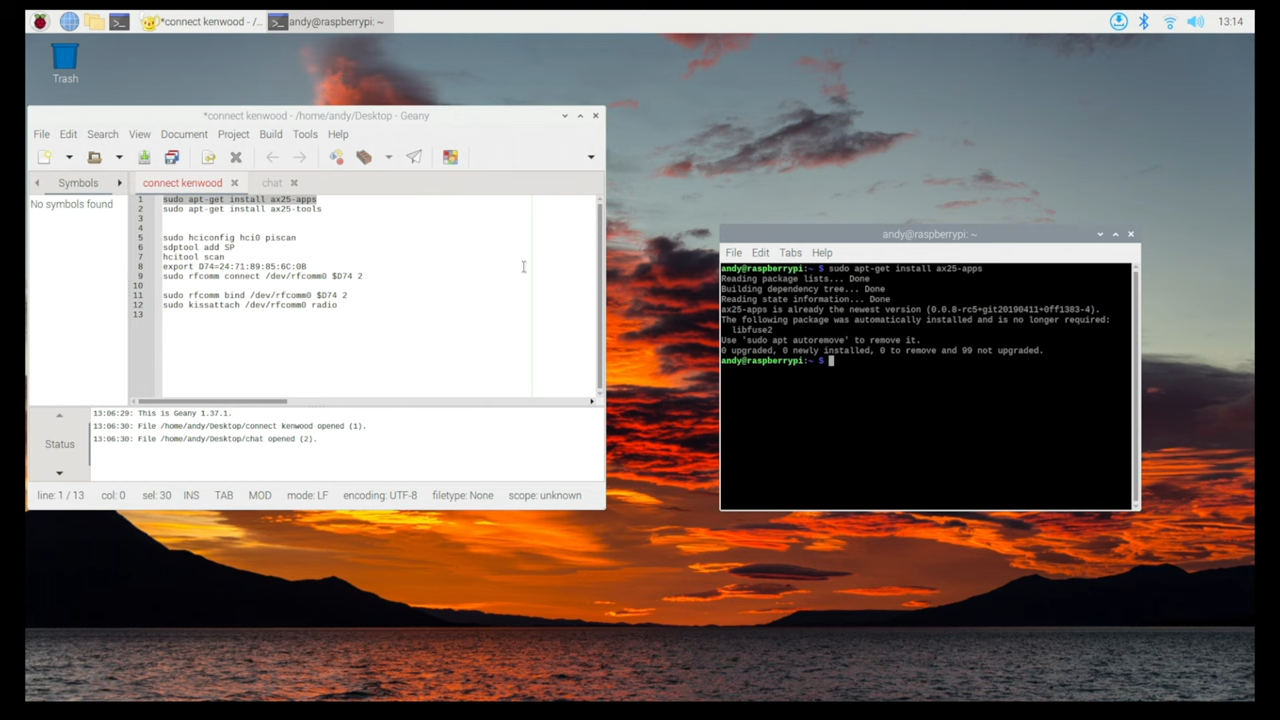 *connect kenwood - /..
andy@raspberrypi: ~
13:14
Trash
*connect kenwood - /home/andy/Desktop - Geany
File Edit Search View Document Project Build Tools Help
Symbols
connect kenwood
chat
No symbols found
1 sudo apt-get install ax25-apps
2 sudo apt-get install ax25-tools
3
4
5 sudo hciconfig hci0 piscan
6 sdptool add SP
7 hcitool scan
8 export D74=24:71:89:85:6C:0B
9 sudo rfcomm connect /dev/rfcomm0 $D74 2
10
11 sudo rfcomm bind /dev/rfcomm0 $D74 2
12 sudo kissattach /dev/rfcomm0 radio
13
Status
13:06:29: This is Geany 1.37.1.
13:06:30: File /home/andy/Desktop/connect kenwood opened (1).
13:06:30: File /home/andy/Desktop/chat opened (2).
line: 1 / 13 col: 0 sel: 30 INS TAB MOD mode: LF encoding: UTF-8 filetype: None scope: unknown
andy@raspberrypi: ~
File Edit Tabs Help
andy@raspberrypi:~ $ sudo apt-get install ax25-apps
Reading package lists... Done
Building dependency tree... Done
Reading state information... Done
ax25-apps is already the newest version (0.0.8-rc5+git20190411+0ff1383-4).
The following package was automatically installed and is no longer required:
libfuse2
Use 'sudo apt autoremove' to remove it.
0 upgraded, 0 newly installed, 0 to remove and 99 not upgraded.
andy@raspberrypi:~ $